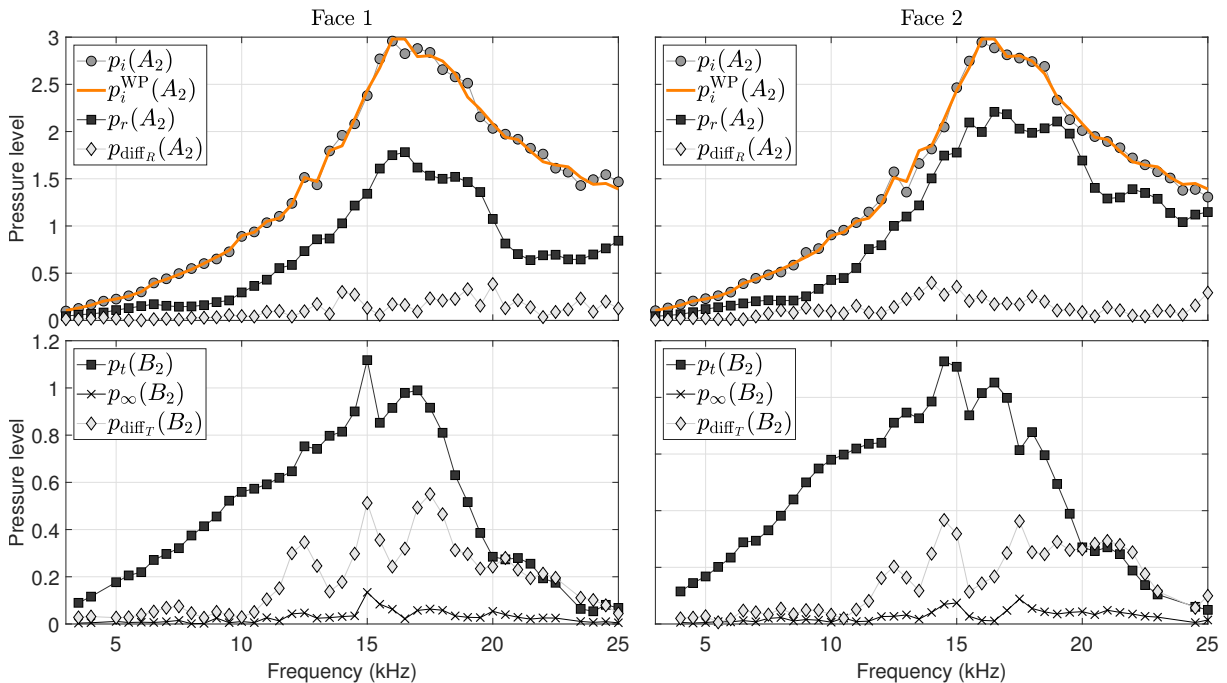 Face 1
Face 2
Pressure level
3
2.5
2
1.5
1
0.5
0
p_i(A_2)
p_i^WP(A_2)
p_r(A_2)
p_diff_R(A_2)
p_i(A_2)
p_i^WP(A_2)
p_r(A_2)
p_diff_R(A_2)
Pressure level
1.2
1
0.8
0.6
0.4
0.2
0
p_t(B_2)
p_∞(B_2)
p_diff_T(B_2)
p_t(B_2)
p_∞(B_2)
p_diff_T(B_2)
5 10 15 20 25
5 10 15 20 25
Frequency (kHz)
Frequency (kHz)